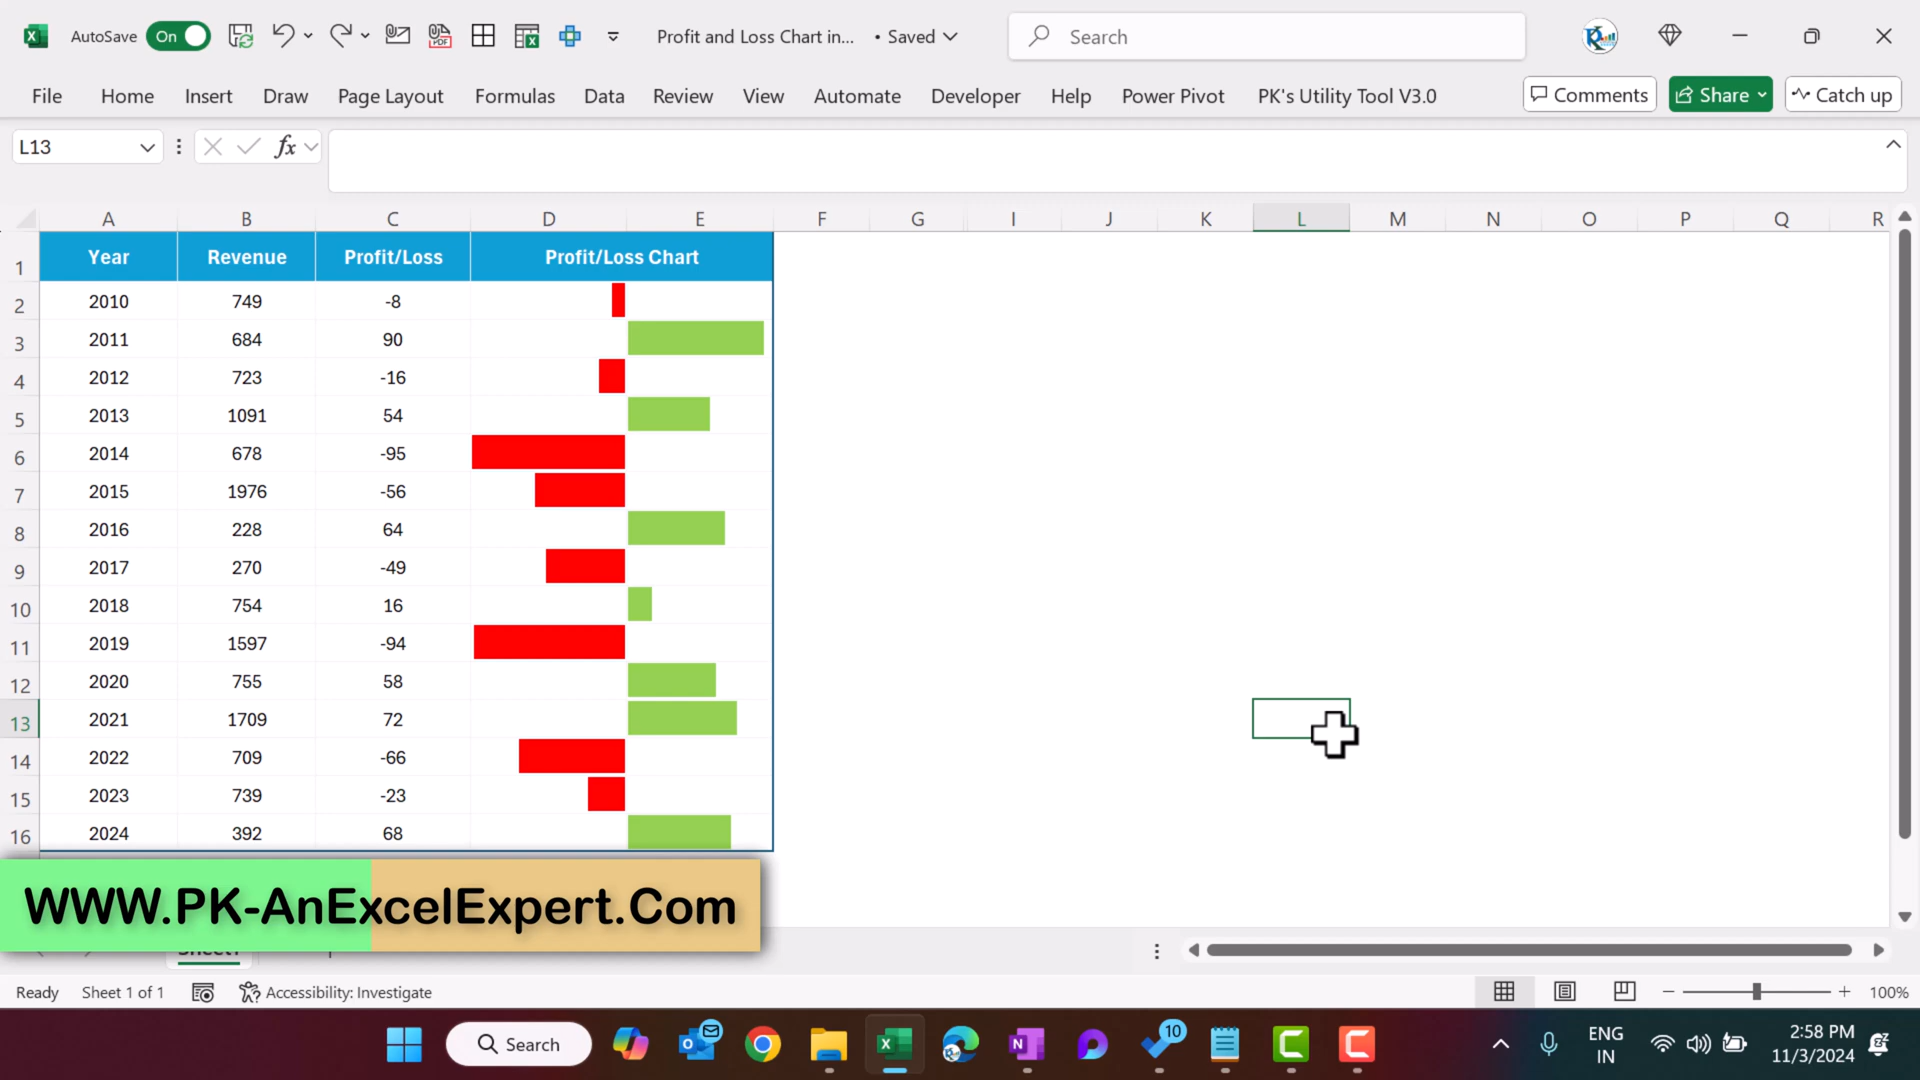 AutoSave On Profit and Loss Chart in... • Saved Search
File Home Insert Draw Page Layout Formulas Data Review View Automate Developer Help Power Pivot PK's Utility Tool V3.0 Comments Share Catch up
L13 fx
A B C D E F G I J K L M N O P Q R
1 Year Revenue Profit/Loss Profit/Loss Chart
2 2010 749 -8
3 2011 684 90
4 2012 723 -16
5 2013 1091 54
6 2014 678 -95
7 2015 1976 -56
8 2016 228 64
9 2017 270 -49
10 2018 754 16
11 2019 1597 -94
12 2020 755 58
13 2021 1709 72
14 2022 709 -66
15 2023 739 -23
16 2024 392 68
WWW.PK-AnExcelExpert.Com
Sheet1
Ready Sheet 1 of 1 Accessibility: Investigate 100%
Search 10 ENG 2:58 PM
IN 11/3/2024